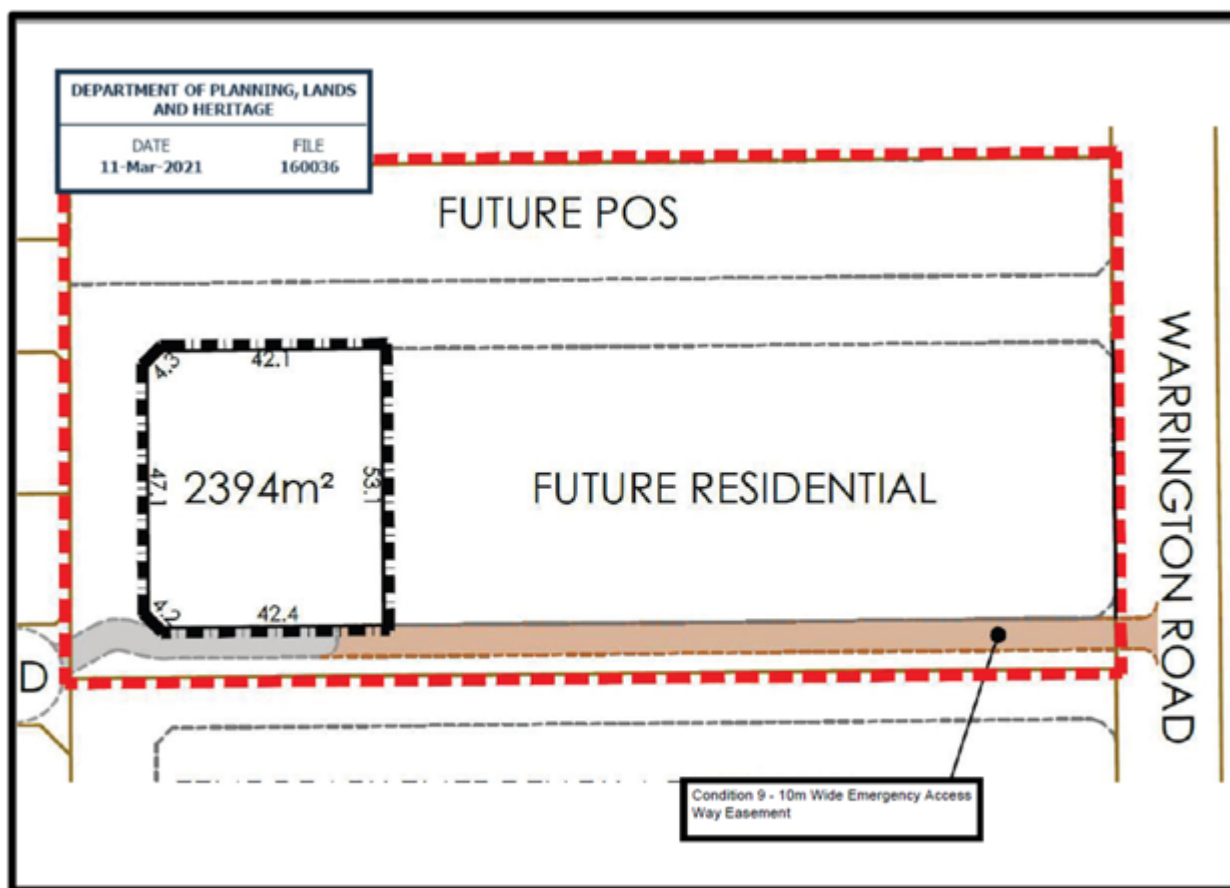 DEPARTMENT OF PLANNING, LANDS
AND HERITAGE
DATE FILE
11-Mar-2021 160036
FUTURE POS
4.3
42.1
47.1
2394m²
53.1
FUTURE RESIDENTIAL
WARRINGTON ROAD
4.2
42.4
D
Condition 9 - 10m Wide Emergency Access
Way Easement